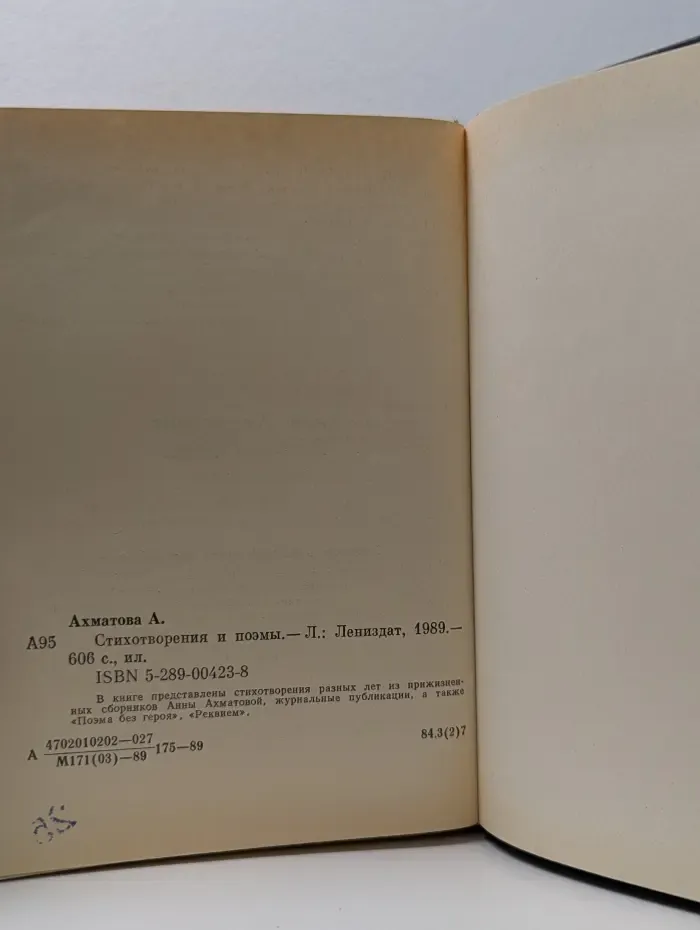 Ахматова А.
А95 Стихотворения и поэмы.— Л.: Лениздат, 1989.—
606 с., ил.
ISBN 5-289-00423-8
В книге представлены стихотворения разных лет из прижизнен-
ных сборников Анны Ахматовой, журнальные публикации, а также
«Поэма без героя», «Реквием».
А 4702010202—027 175—89 84.3(2)7
М171(03)—89